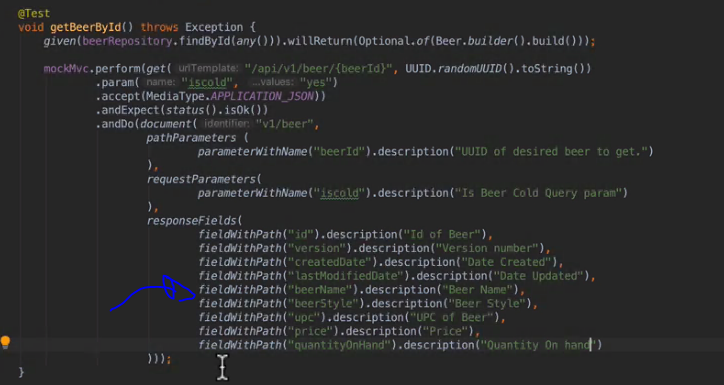 @Test
void getBeerById() throws Exception {
given(beerRepository.findById(any())).willReturn(Optional.of(Beer.builder().build()));
mockMvc.perform(get( uriTemplate: "/api/v1/beer/{beerId}", UUID.randomUUID().toString())
.param( name: "iscold", ...values: "yes")
.accept(MediaType.APPLICATION_JSON))
.andExpect(status().isOk())
.andDo(document( identifier: "v1/beer",
pathParameters (
parameterWithName("beerId").description("UUID of desired beer to get.")
),
requestParameters(
parameterWithName("iscold").description("Is Beer Cold Query param")
),
responseFields(
fieldWithPath("id").description("Id of Beer"),
fieldWithPath("version").description("Version number"),
fieldWithPath("createdDate").description("Date Created"),
fieldWithPath("lastModifiedDate").description("Date Updated"),
fieldWithPath("beerName").description("Beer Name"),
fieldWithPath("beerStyle").description("Beer Style"),
fieldWithPath("upc").description("UPC of Beer"),
fieldWithPath("price").description("Price"),
fieldWithPath("quantityOnHand").description("Quantity On hand")
)));
}